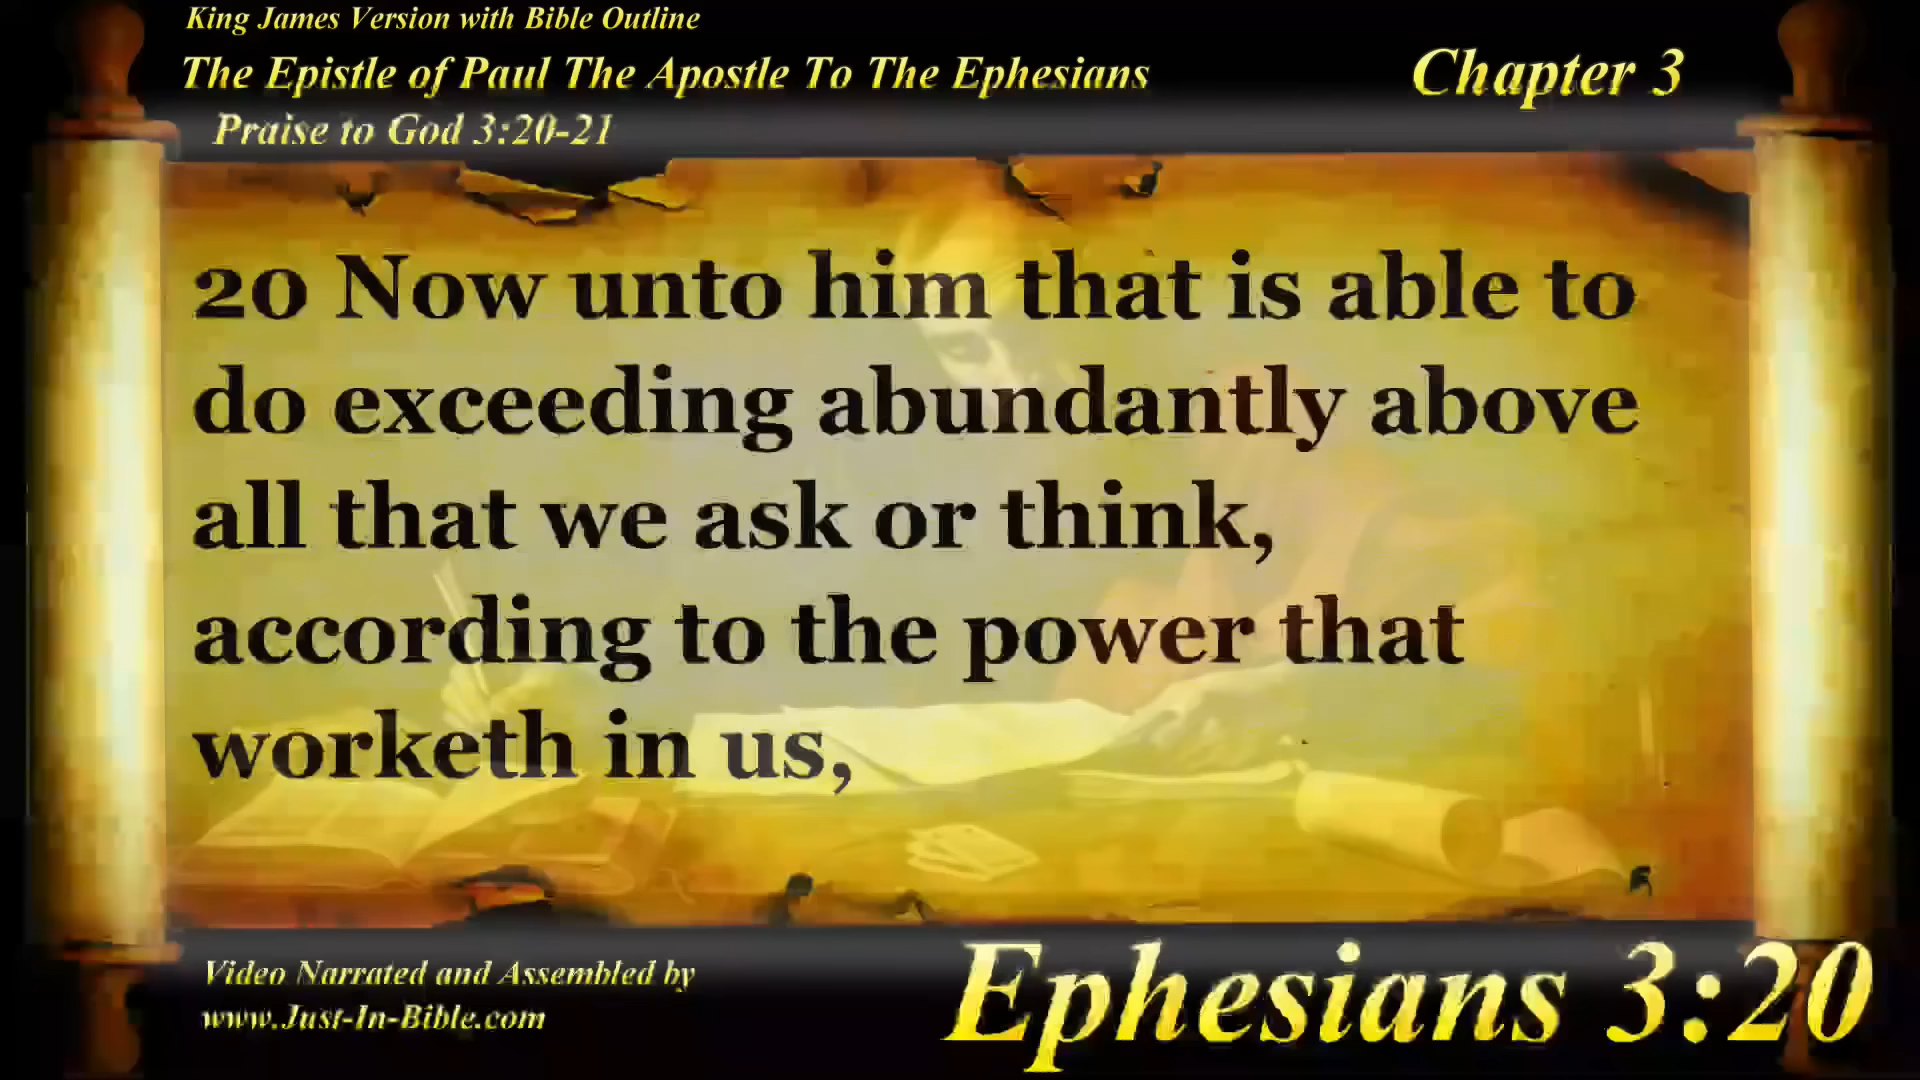 King James Version with Bible Outline
The Epistle of Paul The Apostle To The Ephesians
Chapter 3
Praise to God 3:20-21
20 Now unto him that is able to
do exceeding abundantly above
all that we ask or think,
according to the power that
worketh in us,
Video Narrated and Assembled by
www.Just-In-Bible.com
Ephesians 3:20